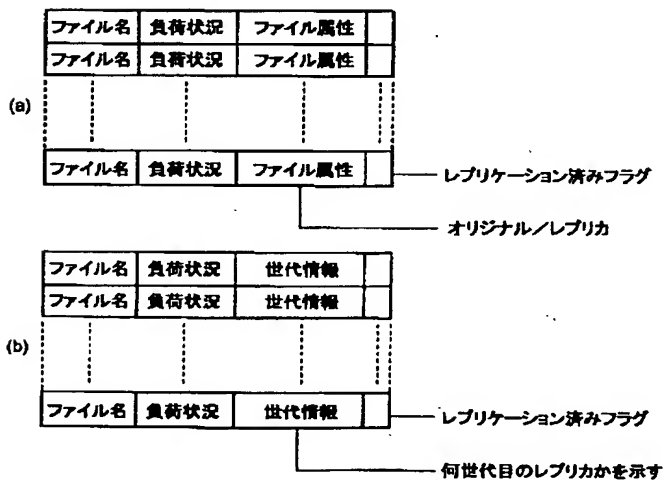 ファイル名 負荷状況 ファイル属性
ファイル名 負荷状況 ファイル属性
(a)
ファイル名 負荷状況 ファイル属性
レプリケーション済みフラグ
オリジナル／レプリカ
ファイル名 負荷状況 世代情報
ファイル名 負荷状況 世代情報
(b)
ファイル名 負荷状況 世代情報
レプリケーション済みフラグ
何世代目のレプリカかを示す